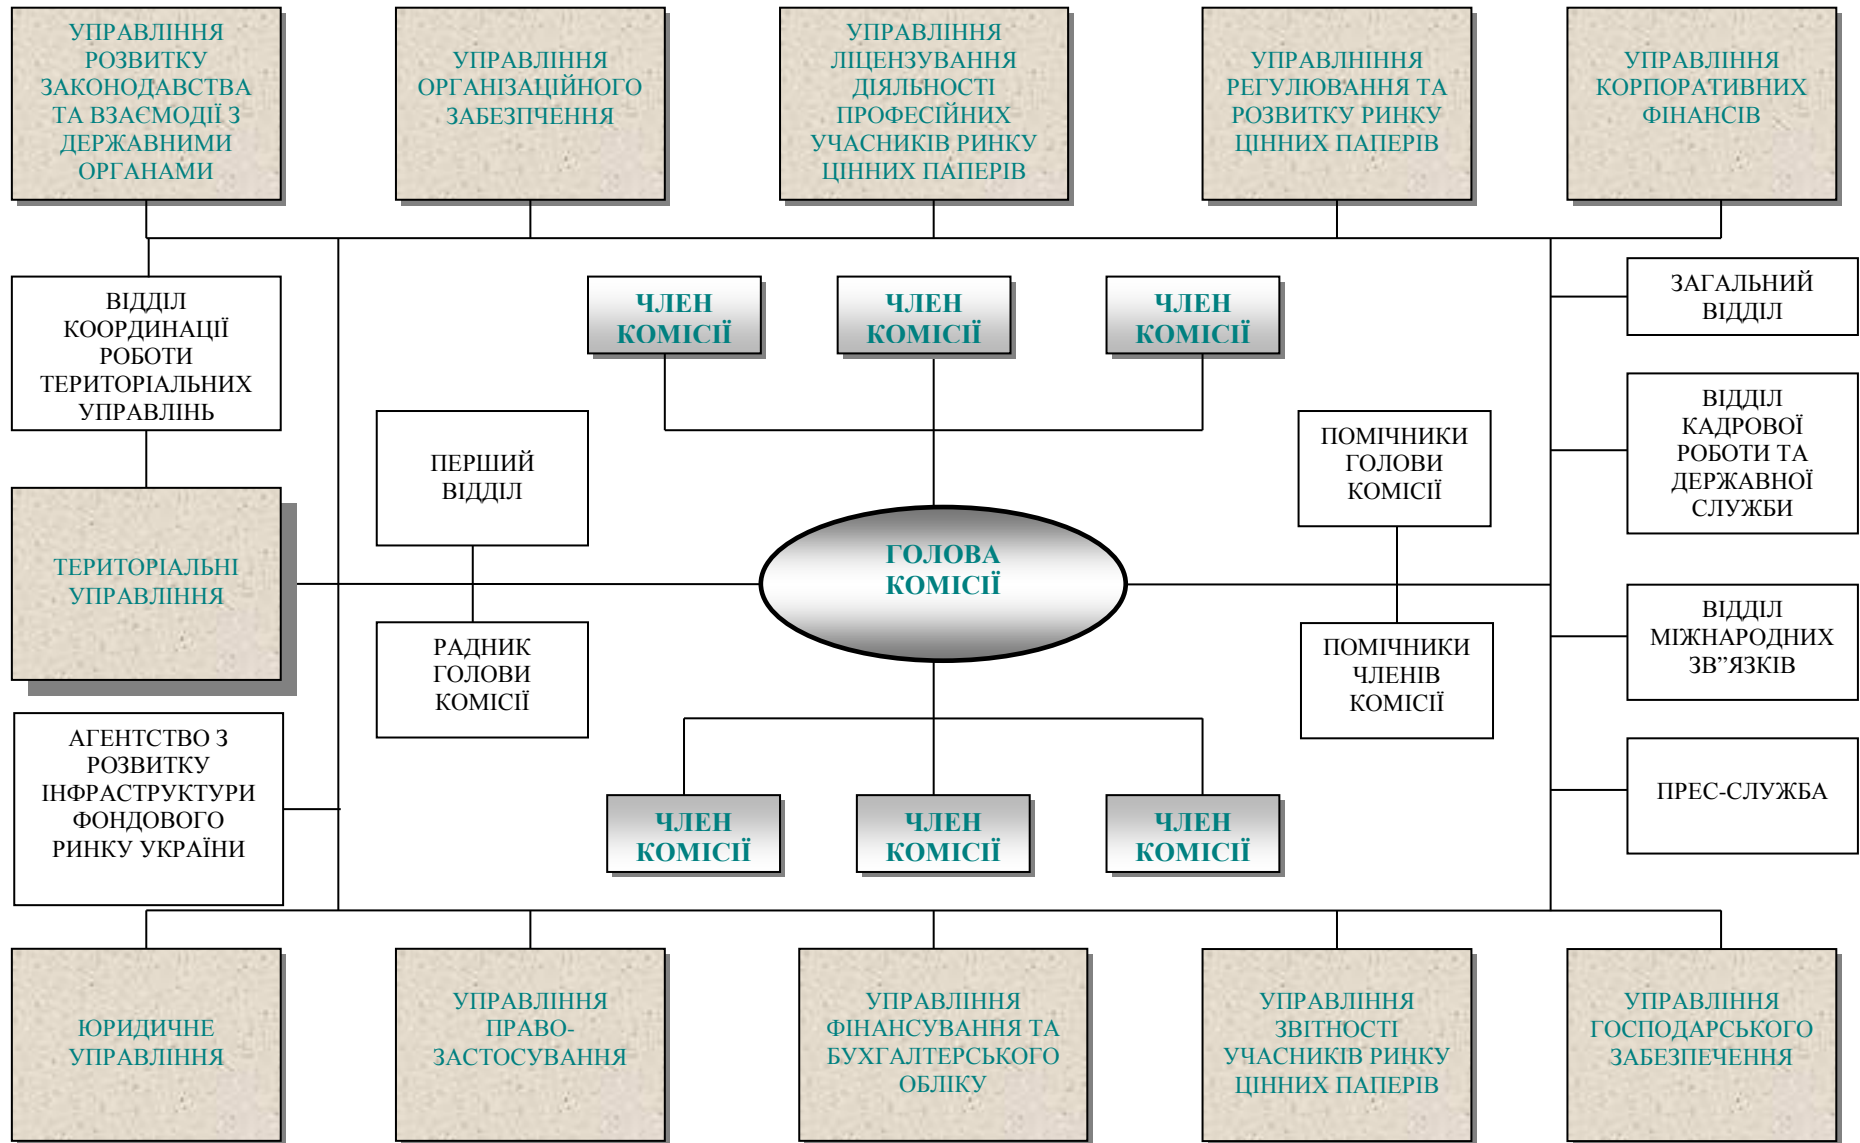 УПРАВЛІННЯ
РОЗВИТКУ
ЗАКОНОДАВСТВА
ТА ВЗАЄМОДІЇ З
ДЕРЖАВНИМИ
ОРГАНАМИ
УПРАВЛІННЯ
ОРГАНІЗАЦІЙНОГО
ЗАБЕЗПЧЕННЯ
УПРАВЛІННЯ
ЛІЦЕНЗУВАННЯ
ДІЯЛЬНОСТІ
ПРОФЕСІЙНИХ
УЧАСНИКІВ РИНКУ
ЦІННИХ ПАПЕРІВ
УПРАВЛНІННЯ
РЕГУЛЮВАННЯ ТА
РОЗВИТКУ РИНКУ
ЦІННИХ ПАПЕРІВ
УПРАВЛІННЯ
КОРПОРАТИВНИХ
ФІНАНСІВ
ВІДДІЛ
КООРДИНАЦІЇ
РОБОТИ
ТЕРИТОРІАЛЬНИХ
УПРАВЛІНЬ
ЧЛЕН
КОМІСІЇ
ЧЛЕН
КОМІСІЇ
ЧЛЕН
КОМІСІЇ
ЗАГАЛЬНИЙ
ВІДДІЛ
ПЕРШИЙ
ВІДДІЛ
ПОМІЧНИКИ
ГОЛОВИ
КОМІСІЇ
ВІДДІЛ
КАДРОВОЇ
РОБОТИ ТА
ДЕРЖАВНОЇ
СЛУЖБИ
ТЕРИТОРІАЛЬНІ
УПРАВЛІННЯ
ГОЛОВА
КОМІСІЇ
РАДНИК
ГОЛОВИ
КОМІСІЇ
ПОМІЧНИКИ
ЧЛЕНІВ
КОМІСІЇ
ВІДДІЛ
МІЖНАРОДНИХ
ЗВ”ЯЗКІВ
АГЕНТСТВО З
РОЗВИТКУ
ІНФРАСТРУКТУРИ
ФОНДОВОГО
РИНКУ УКРАЇНИ
ЧЛЕН
КОМІСІЇ
ЧЛЕН
КОМІСІЇ
ЧЛЕН
КОМІСІЇ
ПРЕС-СЛУЖБА
ЮРИДИЧНЕ
УПРАВЛІННЯ
УПРАВЛІННЯ
ПРАВО-
ЗАСТОСУВАННЯ
УПРАВЛІННЯ
ФІНАНСУВАННЯ ТА
БУХГАЛТЕРСЬКОГО
ОБЛІКУ
УПРАВЛІННЯ
ЗВІТНОСТІ
УЧАСНИКІВ РИНКУ
ЦІННИХ ПАПЕРІВ
УПРАВЛІННЯ
ГОСПОДАРСЬКОГО
ЗАБЕЗПЕЧЕННЯ